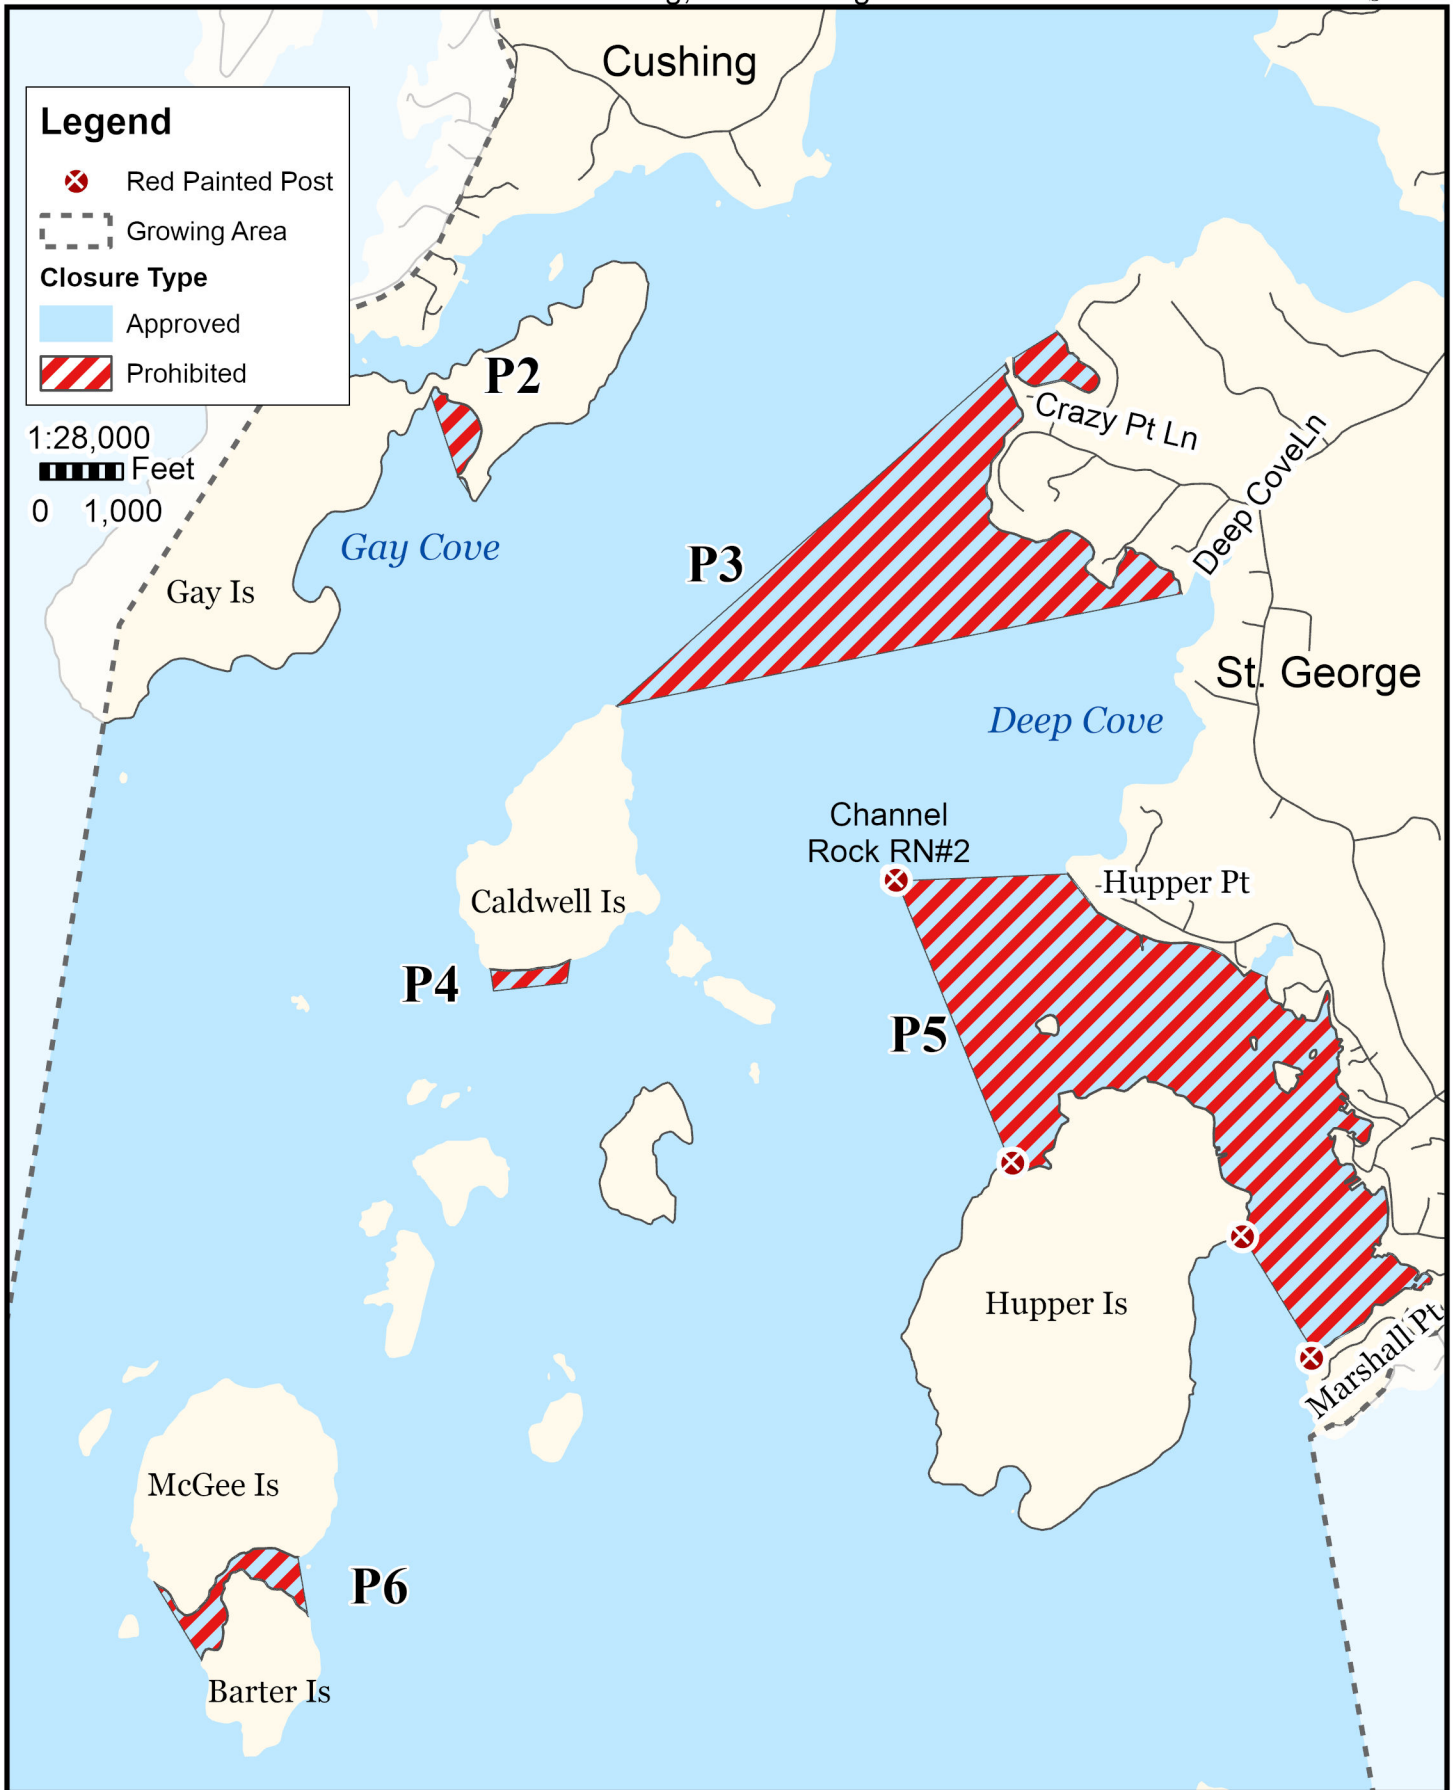 Cushing
Legend
Red Painted Post
Growing Area
Closure Type
Approved
Prohibited
1:28,000
Feet
0 1,000
P2
Crazy Pt Ln
Deep CoveLn
Gay Cove
P3
Gay Is
St. George
Deep Cove
Channel
Rock RN#2
Hupper Pt
Caldwell Is
P4
P5
Hupper Is
Marshall Pt
McGee Is
P6
Barter Is